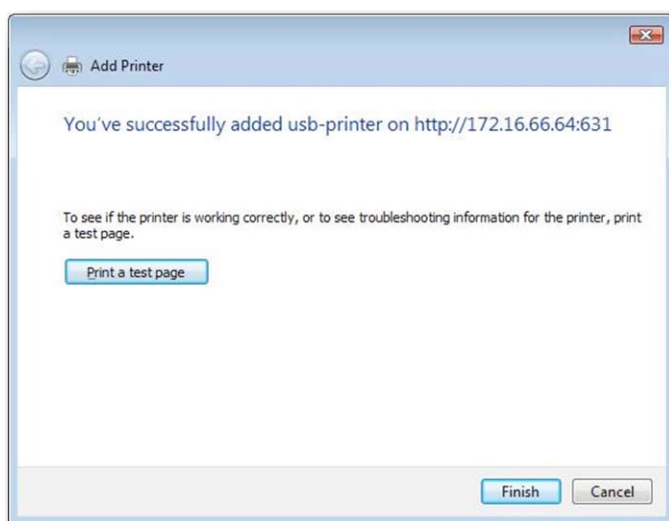 Add Printer
You've successfully added usb-printer on http://172.16.66.64:631
To see if the printer is working correctly, or to see troubleshooting information for the printer, print
a test page.
Print a test page
Finish Cancel